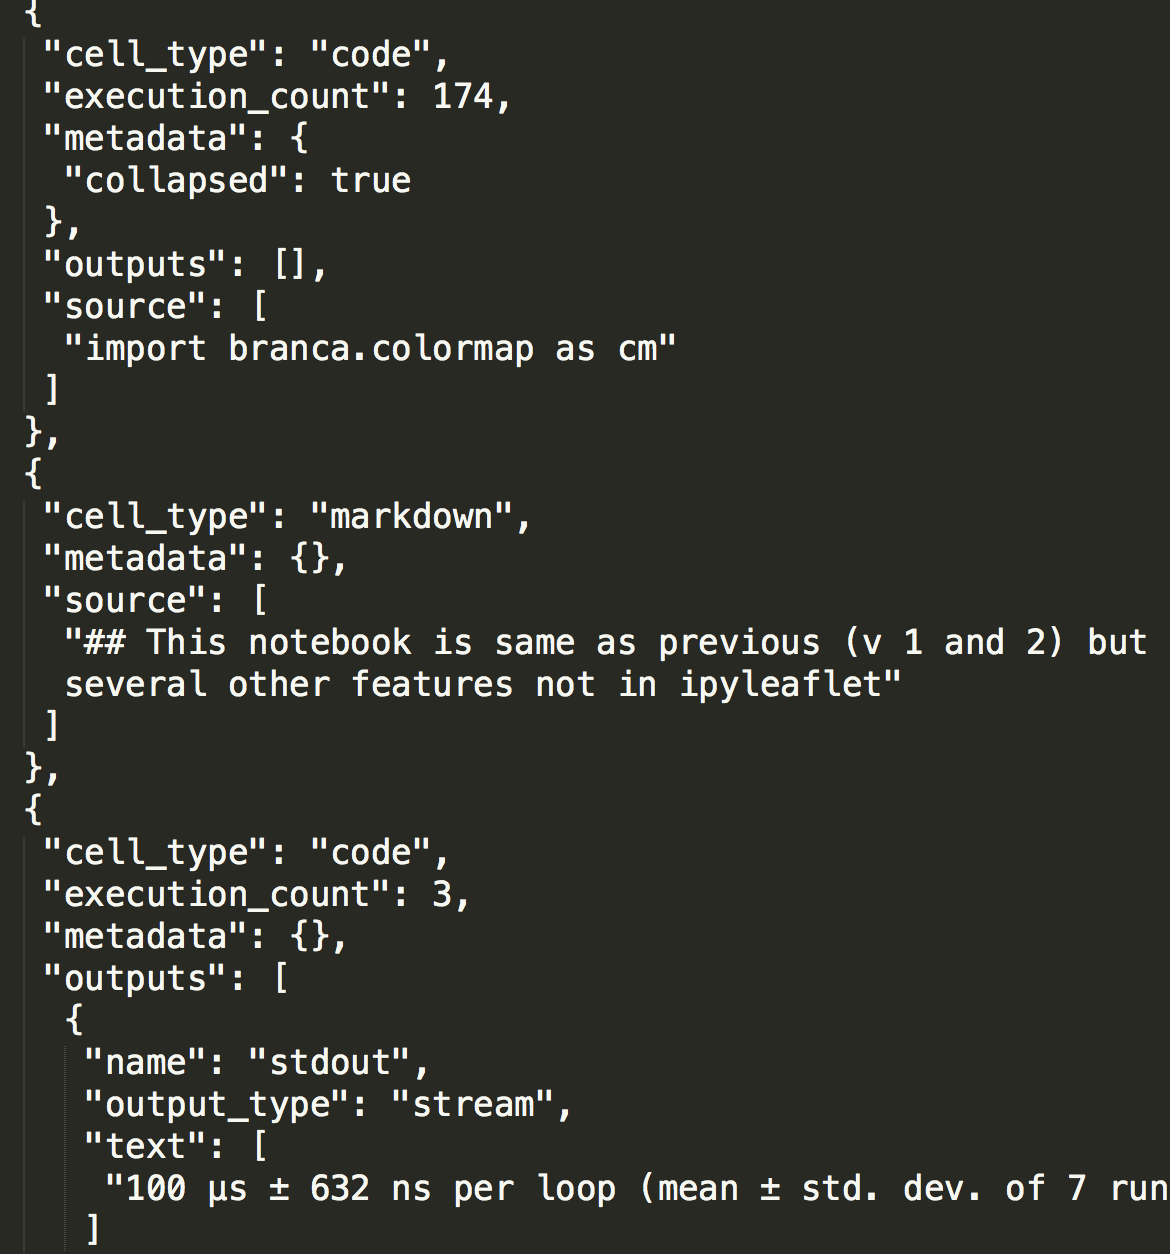 {
"cell_type": "code",
"execution_count": 174,
"metadata": {
"collapsed": true
},
"outputs": [],
"source": [
"import branca.colormap as cm"
]
},
{
"cell_type": "markdown",
"metadata": {},
"source": [
"## This notebook is same as previous (v 1 and 2) but
several other features not in ipyleaflet"
]
},
{
"cell_type": "code",
"execution_count": 3,
"metadata": {},
"outputs": [
{
"name": "stdout",
"output_type": "stream",
"text": [
"100 µs ± 632 ns per loop (mean ± std. dev. of 7 run
]